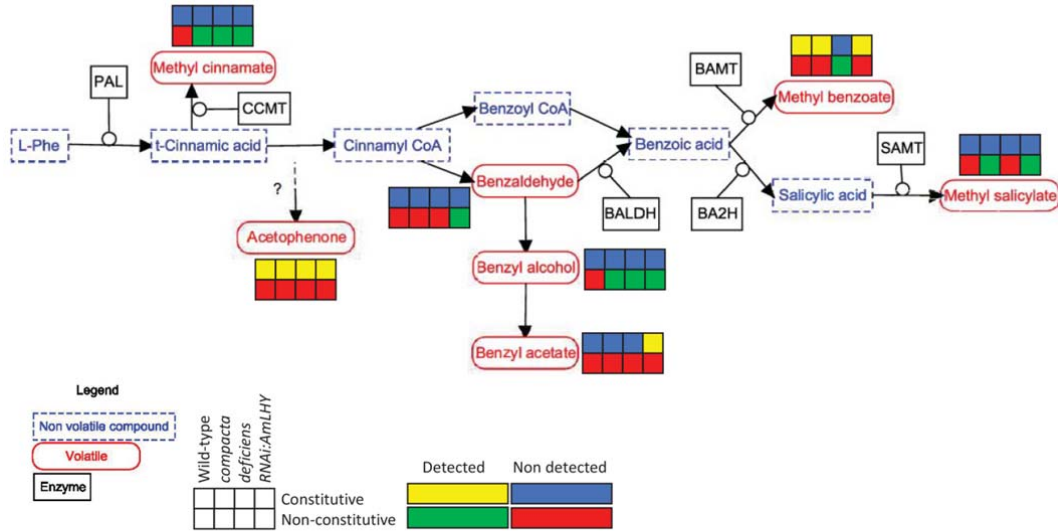 Methyl cinnamate
PAL
CCMT
L-Phe
t-Cinnamic acid
?
Acetophenone
Cinnamyl CoA
Benzoyl CoA
Benzaldehyde
BALDH
Benzyl alcohol
Benzyl acetate
Benzoic acid
BAMT
Methyl benzoate
BA2H
Salicylic acid
SAMT
Methyl salicylate
Legend
Non volatile compound
Volatile
Enzyme
Wild-type
compacta
deficiens
RNAi:AmLHY
Constitutive
Non-constitutive
Detected
Non detected